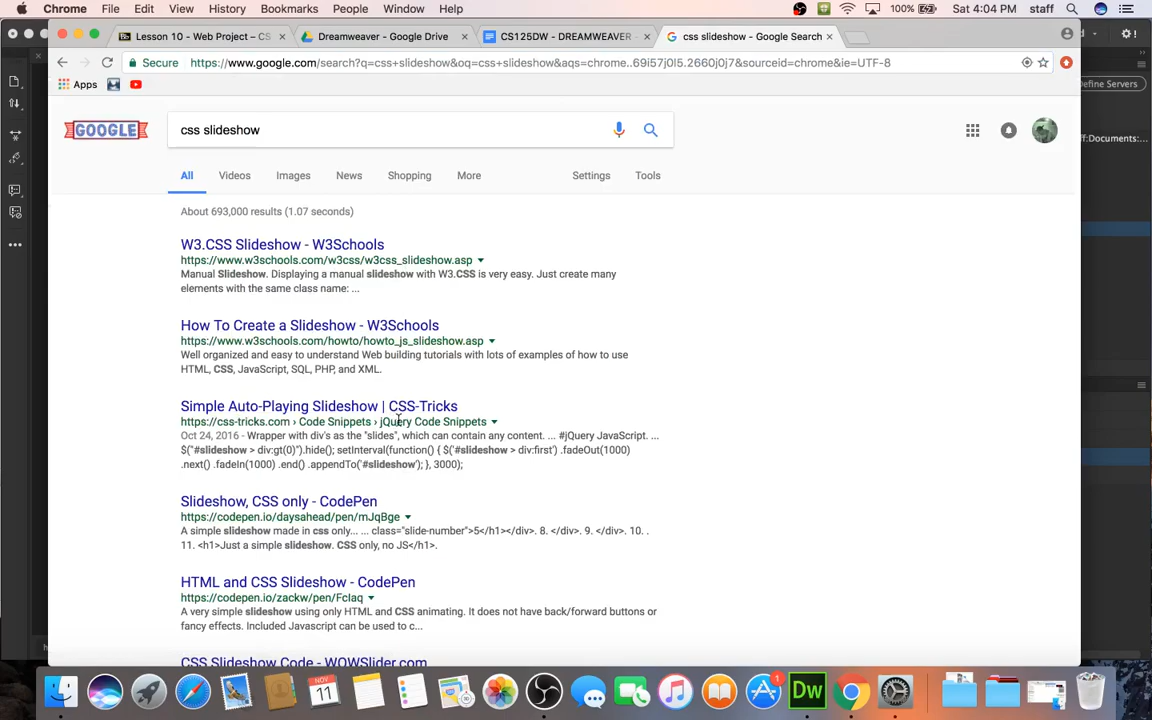 Chrome File Edit View History Bookmarks People Window Help 100% Sat 4:04 PM staff
Lesson 10 - Web Project – CS Dreamweaver - Google Drive CS125DW - DREAMWEAVER - css slideshow - Google Search
Secure https://www.google.com/search?q=css+slideshow&oq=css+slideshow&aqs=chrome..69i57j0l5.2660j0j7&sourceid=chrome&ie=UTF-8
Apps
efine Servers
GOOGLE css slideshow
ff:Documents:...
All Videos Images News Shopping More Settings Tools
About 693,000 results (1.07 seconds)
W3.CSS Slideshow - W3Schools
https://www.w3schools.com/w3css/w3css_slideshow.asp
Manual Slideshow. Displaying a manual slideshow with W3.CSS is very easy. Just create many
elements with the same class name: ...
How To Create a Slideshow - W3Schools
https://www.w3schools.com/howto/howto_js_slideshow.asp
Well organized and easy to understand Web building tutorials with lots of examples of how to use
HTML, CSS, JavaScript, SQL, PHP, and XML.
Simple Auto-Playing Slideshow | CSS-Tricks
https://css-tricks.com › Code Snippets › jQuery Code Snippets
Oct 24, 2016 - Wrapper with div's as the "slides", which can contain any content. ... #jQuery JavaScript. ...
$("#slideshow > div:gt(0)").hide(); setInterval(function() { $('#slideshow > div:first') .fadeOut(1000)
.next() .fadeIn(1000) .end() .appendTo('#slideshow'); }, 3000);
Slideshow, CSS only - CodePen
https://codepen.io/daysahead/pen/mJqBge
A simple slideshow made in css only... ... class="slide-number">5</h1></div>. 8. </div>. 9. </div>. 10. .
11. <h1>Just a simple slideshow. CSS only, no JS</h1>.
HTML and CSS Slideshow - CodePen
https://codepen.io/zackw/pen/FcIaq
A very simple slideshow using only HTML and CSS animating. It does not have back/forward buttons or
fancy effects. Included Javascript can be used to c...
CSS Slideshow Code - WOWSlider.com
NOV
11
1
Dw